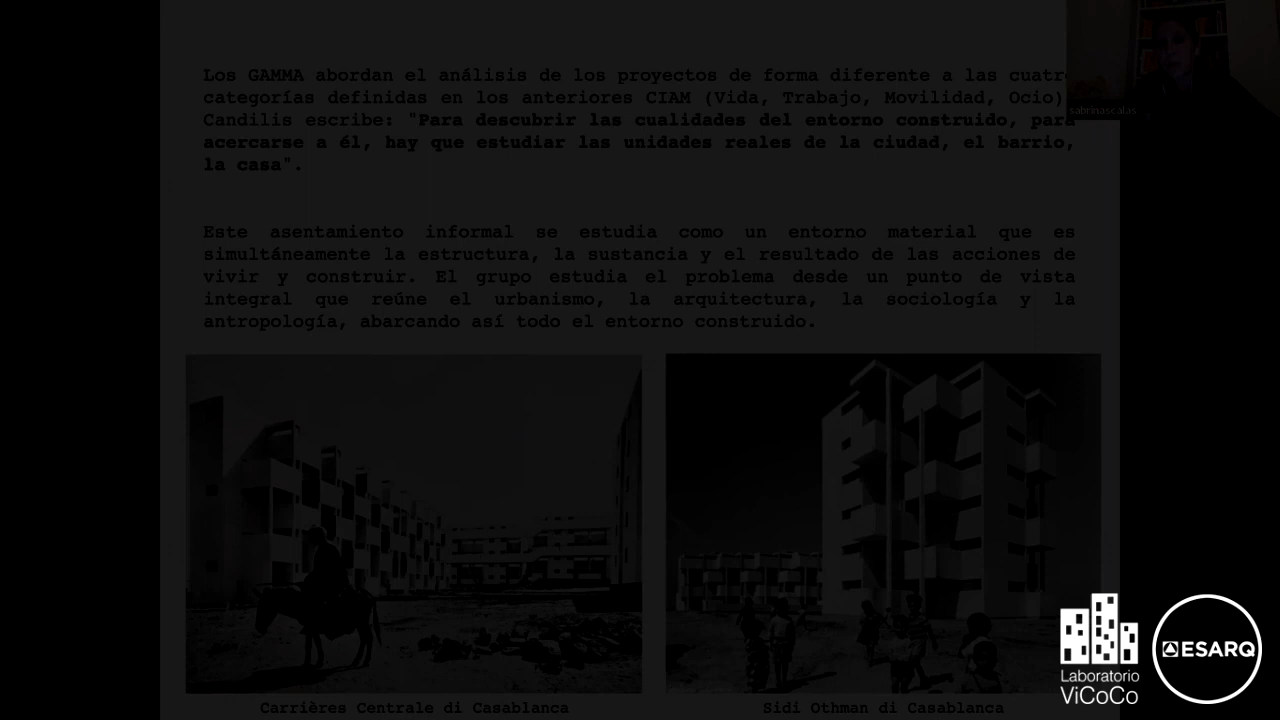 Los GAMMA abordan el análisis de los proyectos de forma diferente a las cuatro
categorías definidas en los anteriores CIAM (Vida, Trabajo, Movilidad, Ocio)
Candilis escribe: "Para descubrir las cualidades del entorno construido, para
acercarse a él, hay que estudiar las unidades reales de la ciudad, el barrio,
la casa".
Este asentamiento informal se estudia como un entorno material que es
simultáneamente la estructura, la sustancia y el resultado de las acciones de
vivir y construir. El grupo estudia el problema desde un punto de vista
integral que reúne el urbanismo, la arquitectura, la sociología y la
antropología, abarcando así todo el entorno construido.
Carrières Centrale di Casablanca
Sidi Othman di Casablanca
sabrinascalas
Laboratorio
ViCoCo
ESARQ